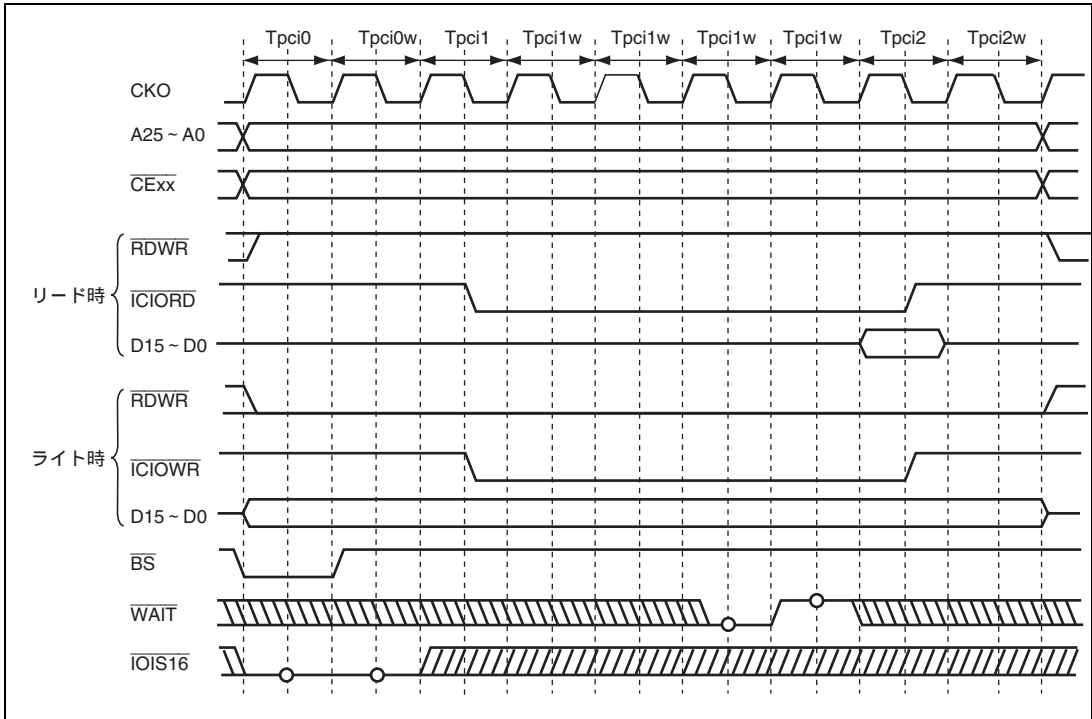 Tpci0 Tpci0w Tpci1 Tpci1w Tpci1w Tpci1w Tpci1w Tpci2 Tpci2w
CKO
A25 ~ A0
CExx
リード時
RDWR
ICIORD
D15 ~ D0
ライト時
RDWR
ICIOWR
D15 ~ D0
BS
WAIT
IOIS16